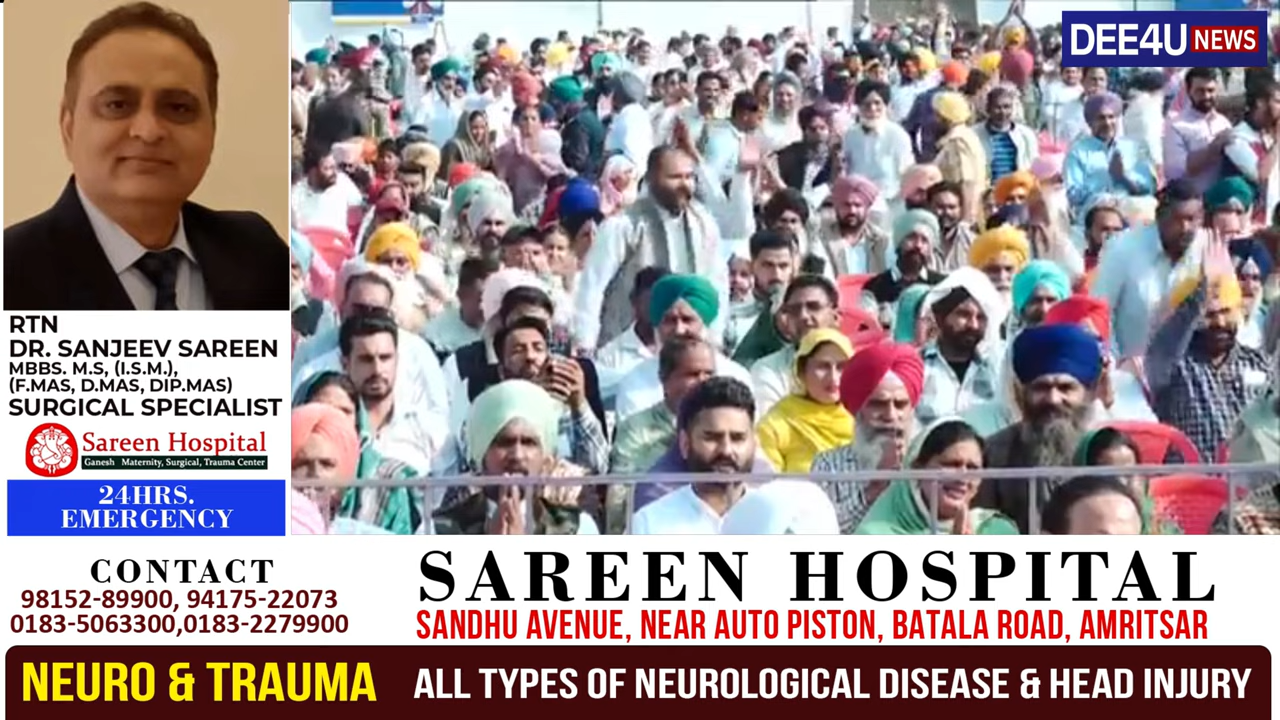 DEE4U NEWS
RTN
DR. SANJEEV SAREEN
MBBS. M.S, (I.S.M.),
(F.MAS, D.MAS, DIP.MAS)
SURGICAL SPECIALIST
Sareen Hospital
Ganesh Maternity, Surgical, Trauma Center
24HRS.
EMERGENCY
CONTACT
98152-89900, 94175-22073
0183-5063300,0183-2279900
SAREEN HOSPITAL
SANDHU AVENUE, NEAR AUTO PISTON, BATALA ROAD, AMRITSAR
NEURO & TRAUMA
ALL TYPES OF NEUROLOGICAL DISEASE & HEAD INJURY